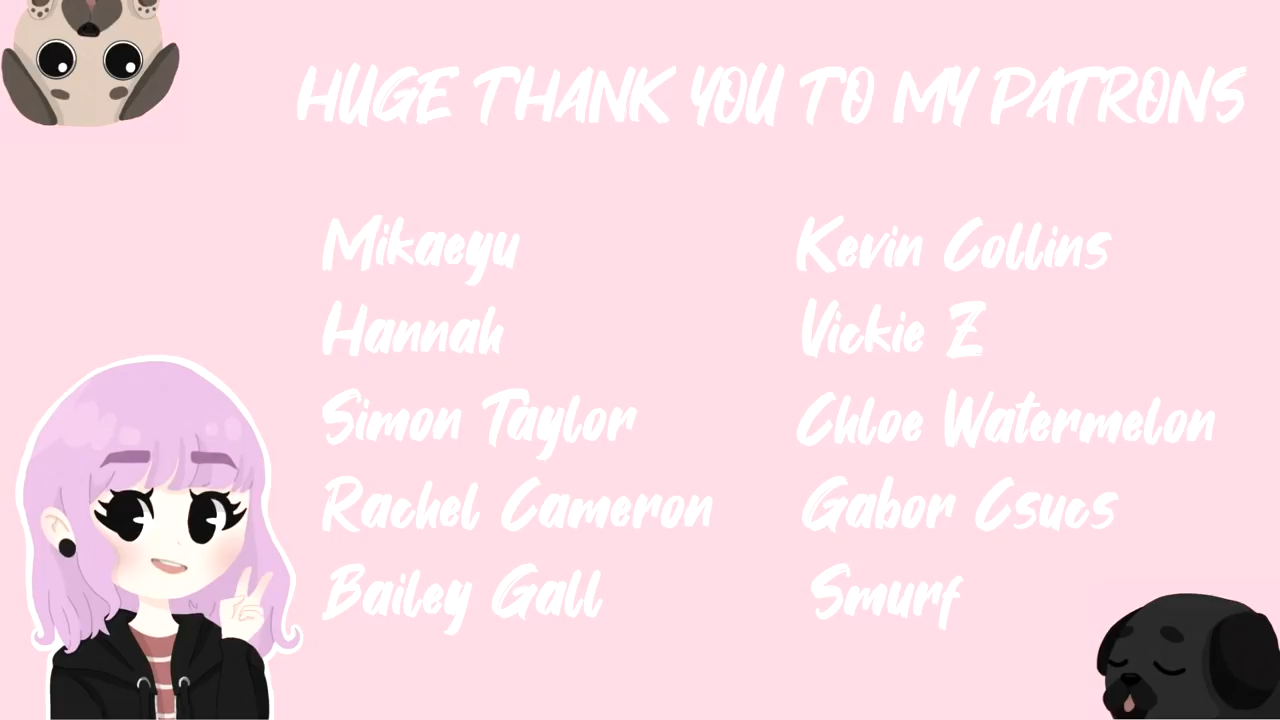 HUGE THANK YOU TO MY PATRONS
Mikaeyu
Hannah
Simon Taylor
Rachel Cameron
Bailey Gall
Kevin Collins
Vickie Z
Chloe Watermelon
Gabor Csucs
Smurf